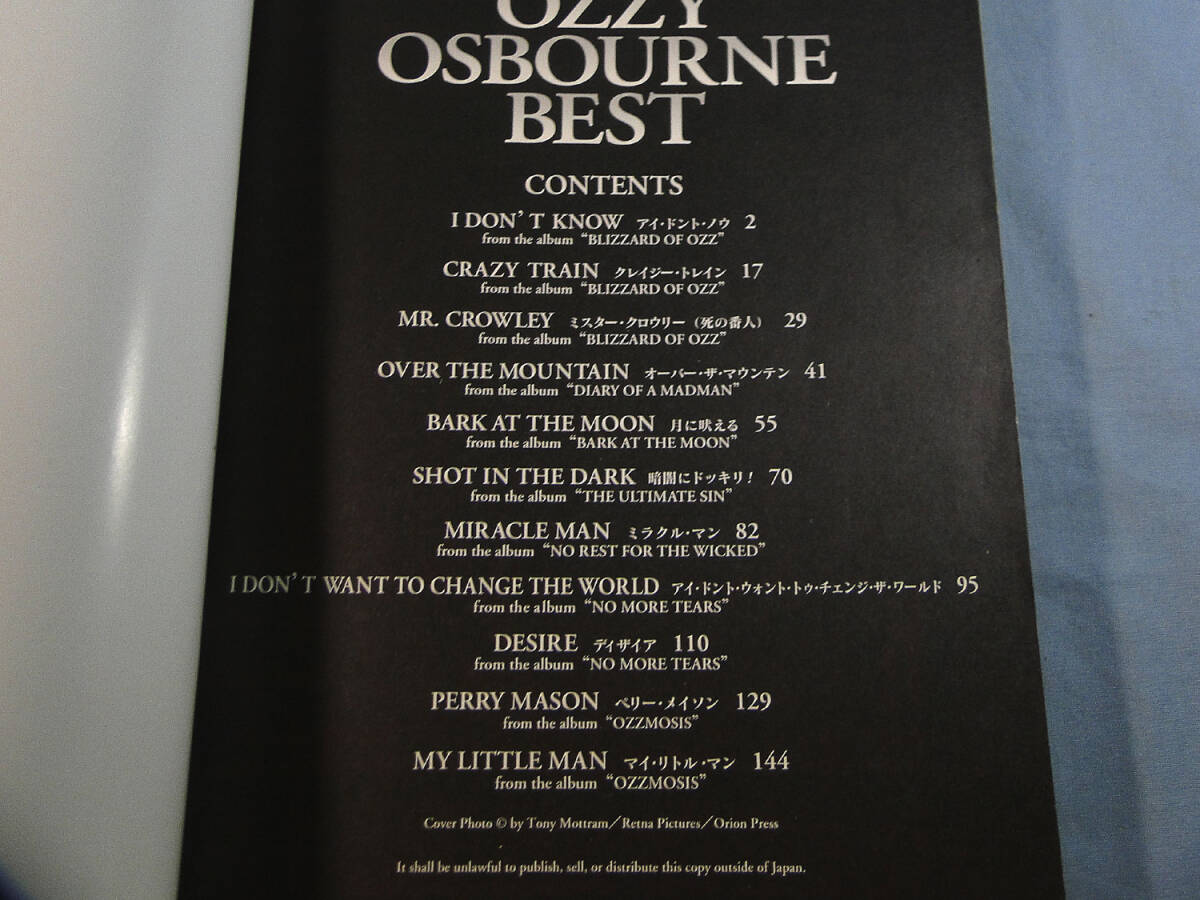 OZZY
OSBOURNE
BEST
CONTENTS
I DON'T KNOW アイ・ドント・ノウ 2
from the album “BLIZZARD OF OZZ”
CRAZY TRAIN クレイジー・トレイン 17
from the album “BLIZZARD OF OZZ”
MR. CROWLEY ミスター・クロウリー（死の番人） 29
from the album “BLIZZARD OF OZZ”
OVER THE MOUNTAIN オーバー・ザ・マウンテン 41
from the album “DIARY OF A MADMAN”
BARK AT THE MOON 月に吠える 55
from the album “BARK AT THE MOON”
SHOT IN THE DARK 暗闇にドッキリ！ 70
from the album “THE ULTIMATE SIN”
MIRACLE MAN ミラクル・マン 82
from the album “NO REST FOR THE WICKED”
I DON'T WANT TO CHANGE THE WORLD アイ・ドント・ウォント・トゥ・チェンジ・ザ・ワールド 95
from the album “NO MORE TEARS”
DESIRE ディザイア 110
from the album “NO MORE TEARS”
PERRY MASON ペリー・メイソン 129
from the album “OZZMOSIS”
MY LITTLE MAN マイ・リトル・マン 144
from the album “OZZMOSIS”
Cover Photo © by Tony Mottram／Retna Pictures／Orion Press
It shall be unlawful to publish, sell, or distribute this copy outside of Japan.